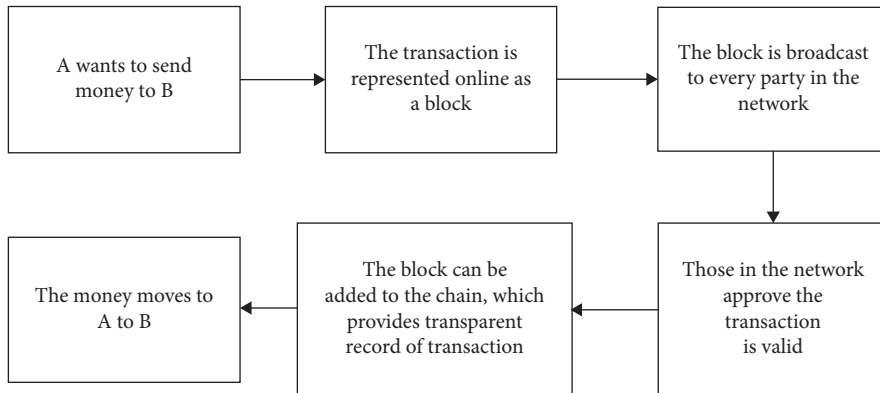 A wants to send
money to B
The transaction is
represented online as
a block
The block is broadcast
to every party in the
network
Those in the network
approve the
transaction
is valid
The block can be
added to the chain, which
provides transparent
record of transaction
The money moves to
A to B